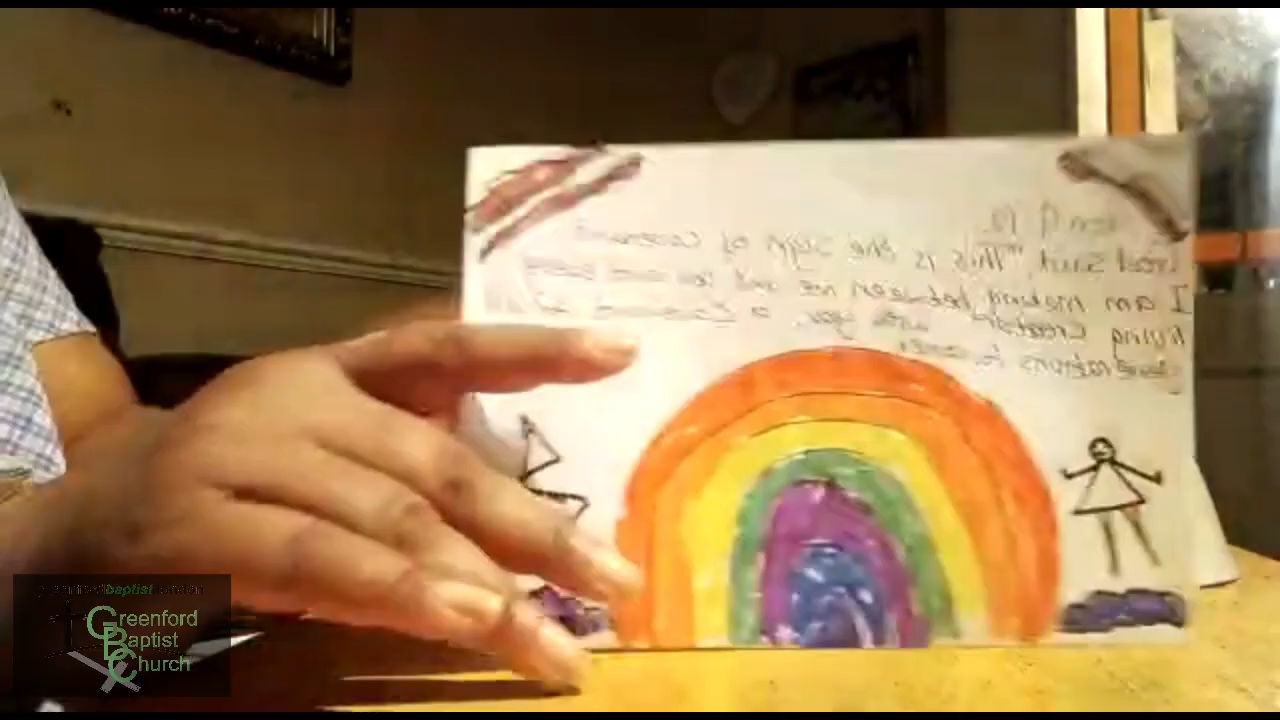 God said, "This is the sign of covenant
I am making between me and you and every
living creature with you, a covenant
generations to come
baptist
Greenford
Baptist
Church